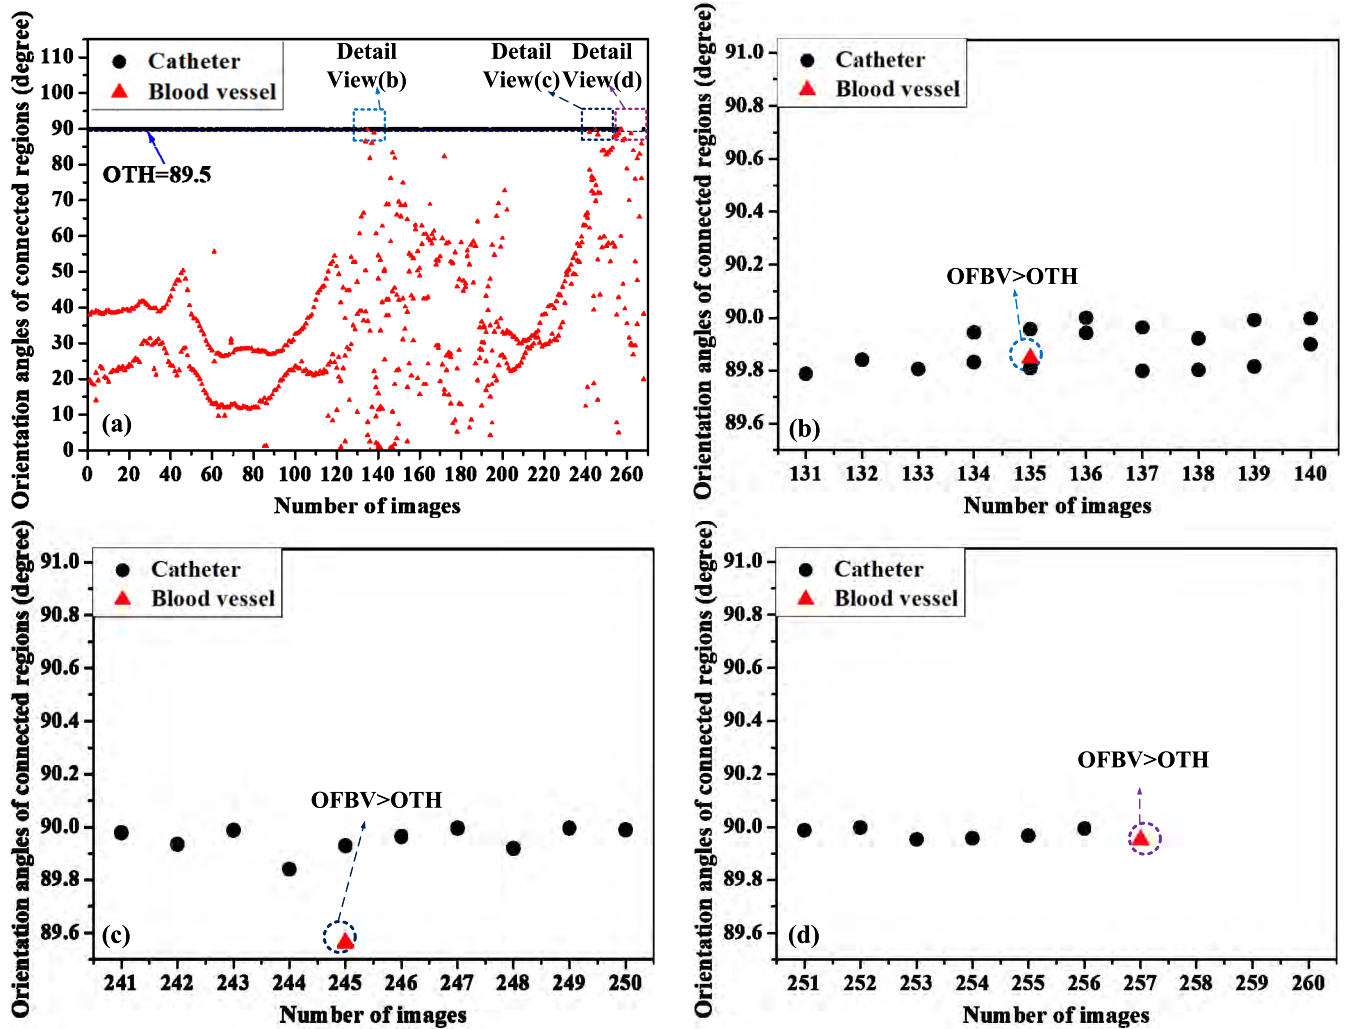 Orientation angles of connected regions (degree)
110
100
90
80
70
60
50
40
30
20
10
0
Catheter
Blood vessel
Detail
View(b)
Detail
View(c)
Detail
View(d)
OTH=89.5
(a)
0 20 40 60 80 100 120 140 160 180 200 220 240 260
Number of images
Orientation angles of connected regions (degree)
91.0
90.8
90.6
90.4
90.2
90.0
89.8
89.6
Catheter
Blood vessel
OFBV>OTH
(b)
131 132 133 134 135 136 137 138 139 140
Number of images
Orientation angles of connected regions (degree)
91.0
90.8
90.6
90.4
90.2
90.0
89.8
89.6
Catheter
Blood vessel
OFBV>OTH
(c)
241 242 243 244 245 246 247 248 249 250
Number of images
Orientation angles of connected regions (degree)
91.0
90.8
90.6
90.4
90.2
90.0
89.8
89.6
Catheter
Blood vessel
OFBV>OTH
(d)
251 252 253 254 255 256 257 258 259 260
Number of images